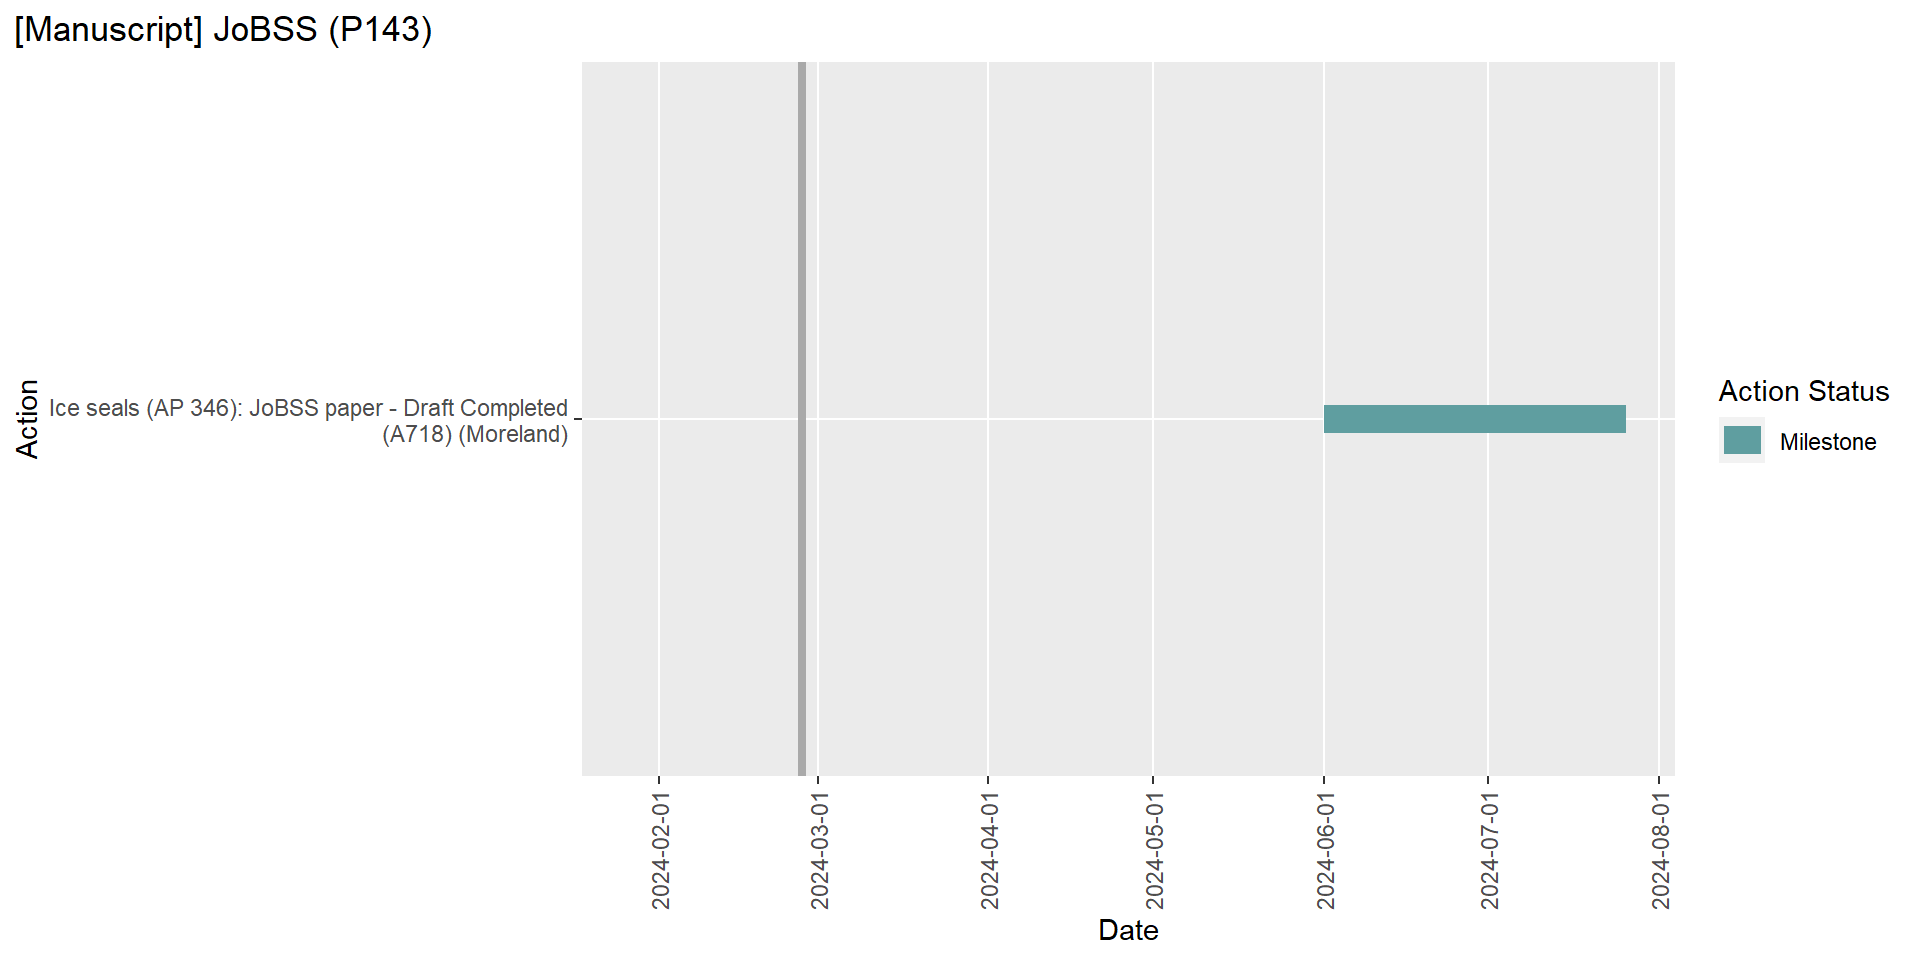 [Manuscript] JoBSS (P143)
Action
Ice seals (AP 346): JoBSS paper - Draft Completed
(A718) (Moreland)
Action Status
Milestone
2024-02-01
2024-03-01
2024-04-01
2024-05-01
2024-06-01
2024-07-01
2024-08-01
Date